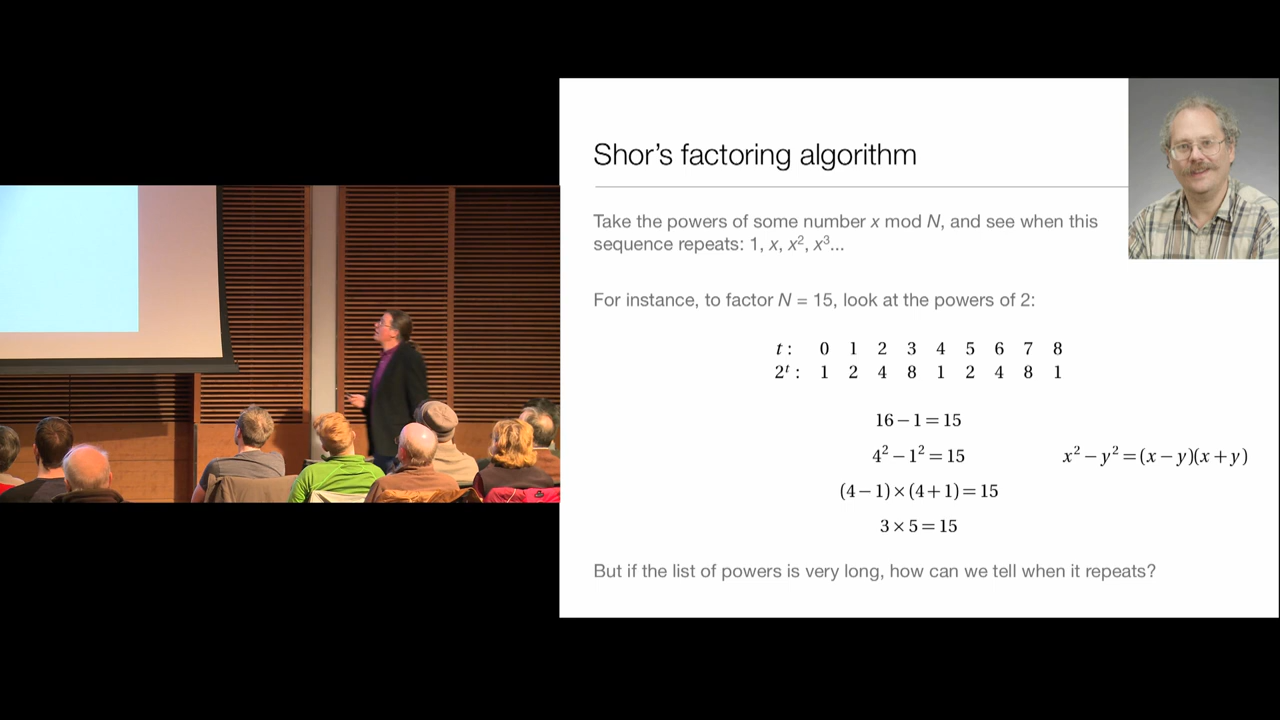 Shor's factoring algorithm
Take the powers of some number x mod N, and see when this
sequence repeats: 1, x, x², x³...
For instance, to factor N = 15, look at the powers of 2:
t : 0 1 2 3 4 5 6 7 8
2ᵗ : 1 2 4 8 1 2 4 8 1
16 − 1 = 15
4² − 1² = 15 x² − y² = (x − y)(x + y)
(4 − 1) × (4 + 1) = 15
3 × 5 = 15
But if the list of powers is very long, how can we tell when it repeats?